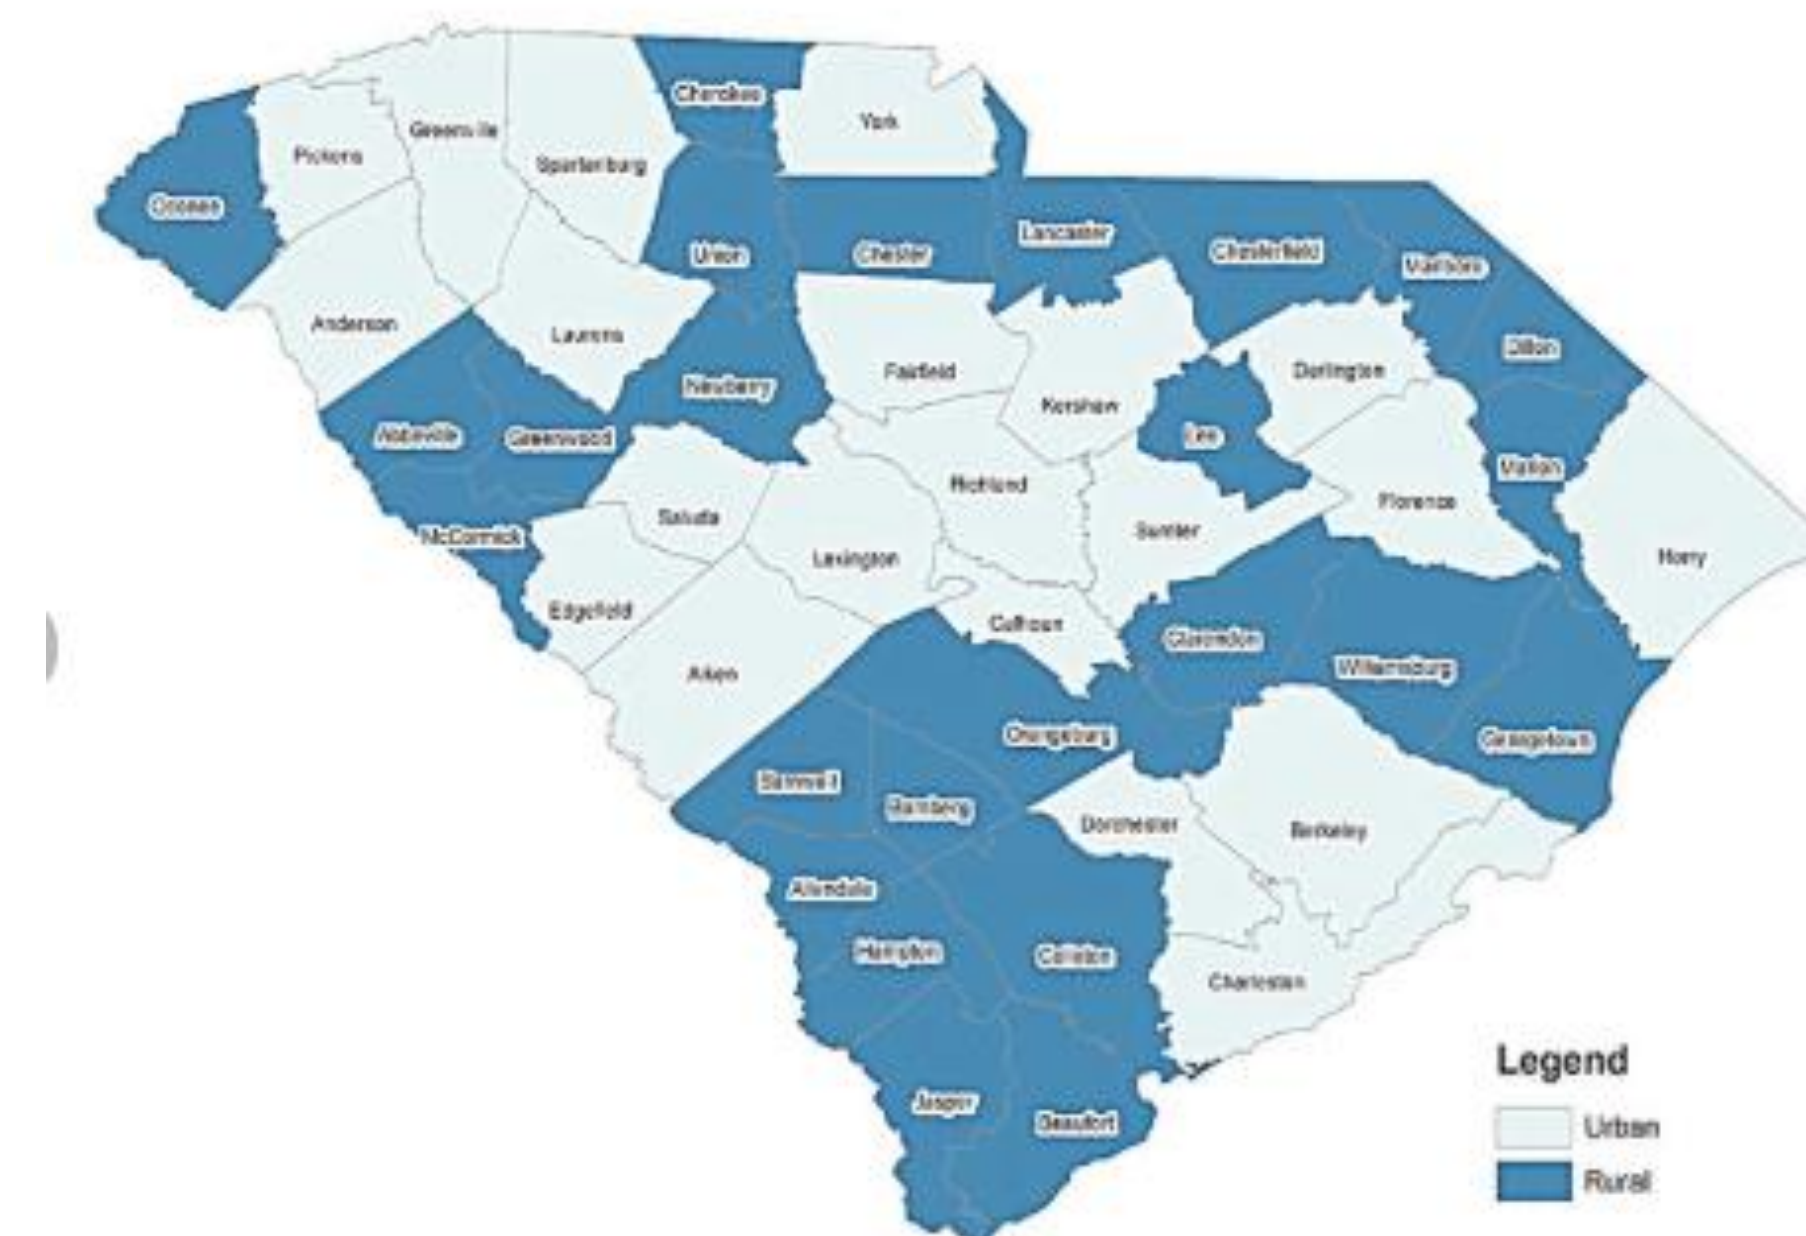 Cherokee
York
Greenville
Pickens
Spartanburg
Oconee
Lancaster
Union
Chester
Chesterfield
Marlboro
Anderson
Laurens
Dillon
Fairfield
Darlington
Newberry
Kershaw
Abbeville
Greenwood
Lee
Marion
Richland
Florence
Saluda
Sumter
McCormick
Lexington
Horry
Edgefield
Calhoun
Clarendon
Williamsburg
Aiken
Orangeburg
Georgetown
Barnwell
Bamberg
Dorchester
Berkeley
Allendale
Hampton
Colleton
Charleston
Jasper
Beaufort
Legend
Urban
Rural